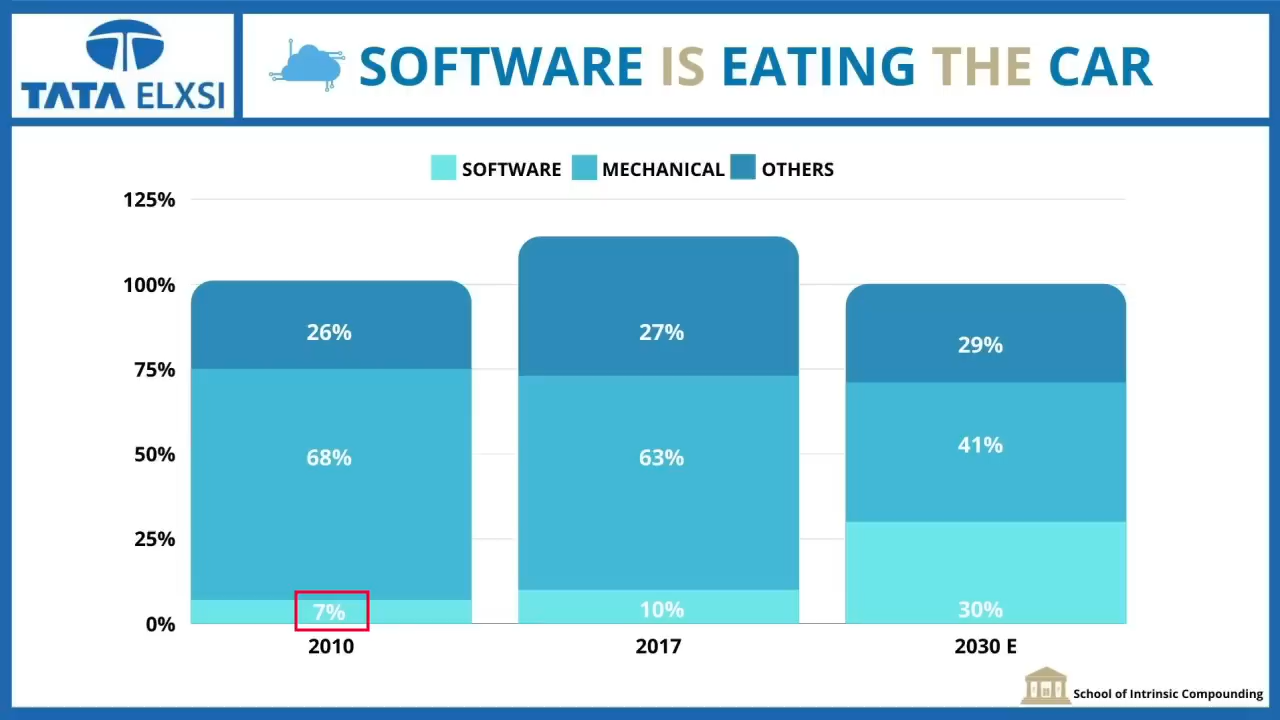 TATA ELXSI
SOFTWARE IS EATING THE CAR
SOFTWARE MECHANICAL OTHERS
125%
100%
75%
50%
25%
0%
26% 27% 29%
68% 63% 41%
7% 10% 30%
2010 2017 2030 E
School of Intrinsic Compounding